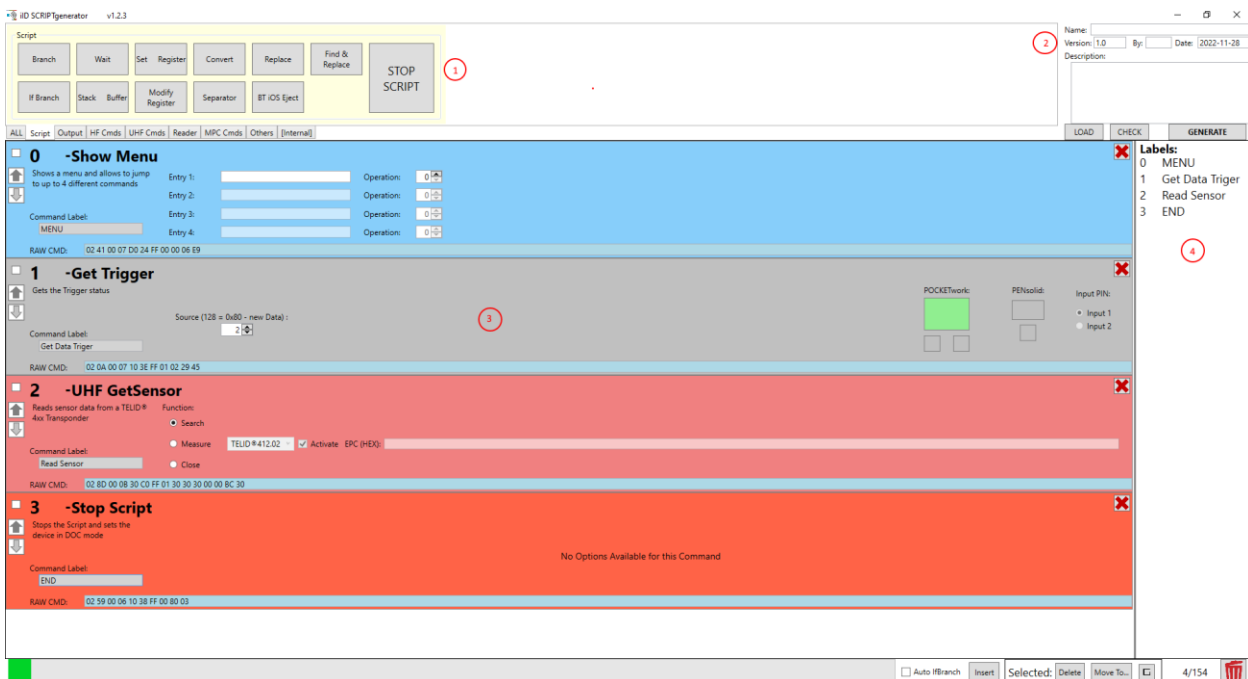 iID SCRIPTgenerator v1.2.3
Script
Branch Wait Set Register Convert Replace Find & Replace STOP SCRIPT
If Branch Stack Buffer Modify Register Separator BT iOS Eject
1
2
Name:
Version: 1.0 By: Date: 2022-11-28
Description:
ALL Script Output HF Cmds UHF Cmds Reader MPC Cmds Others [Internal]
LOAD CHECK GENERATE
0 -Show Menu
Shows a menu and allows to jump
to up to 4 different commands
Entry 1: Operation: 0
Entry 2: Operation: 0
Entry 3: Operation: 0
Entry 4: Operation: 0
Command Label:
MENU
RAW CMD: 02 41 00 07 D0 24 FF 00 00 06 E9
1 -Get Trigger
Gets the Trigger status
Source (128 = 0x80 - new Data) :
2
3
POCKETwork: PENsolid: Input PIN:
Input 1
Input 2
Command Label:
Get Data Triger
RAW CMD: 02 0A 00 07 10 3E FF 01 02 29 45
2 -UHF GetSensor
Reads sensor data from a TELID®
4xx Transponder
Function:
Search
Measure TELID®412.02 Activate EPC (HEX):
Close
Command Label:
Read Sensor
RAW CMD: 02 8D 00 0B 30 C0 FF 01 30 30 30 00 00 BC 30
3 -Stop Script
Stops the Script and sets the
device in DOC mode
No Options Available for this Command
Command Label:
END
RAW CMD: 02 59 00 06 10 38 FF 00 80 03
Labels:
0 MENU
1 Get Data Triger
2 Read Sensor
3 END
4
Auto IfBranch Insert Selected: Delete Move To... 4/154